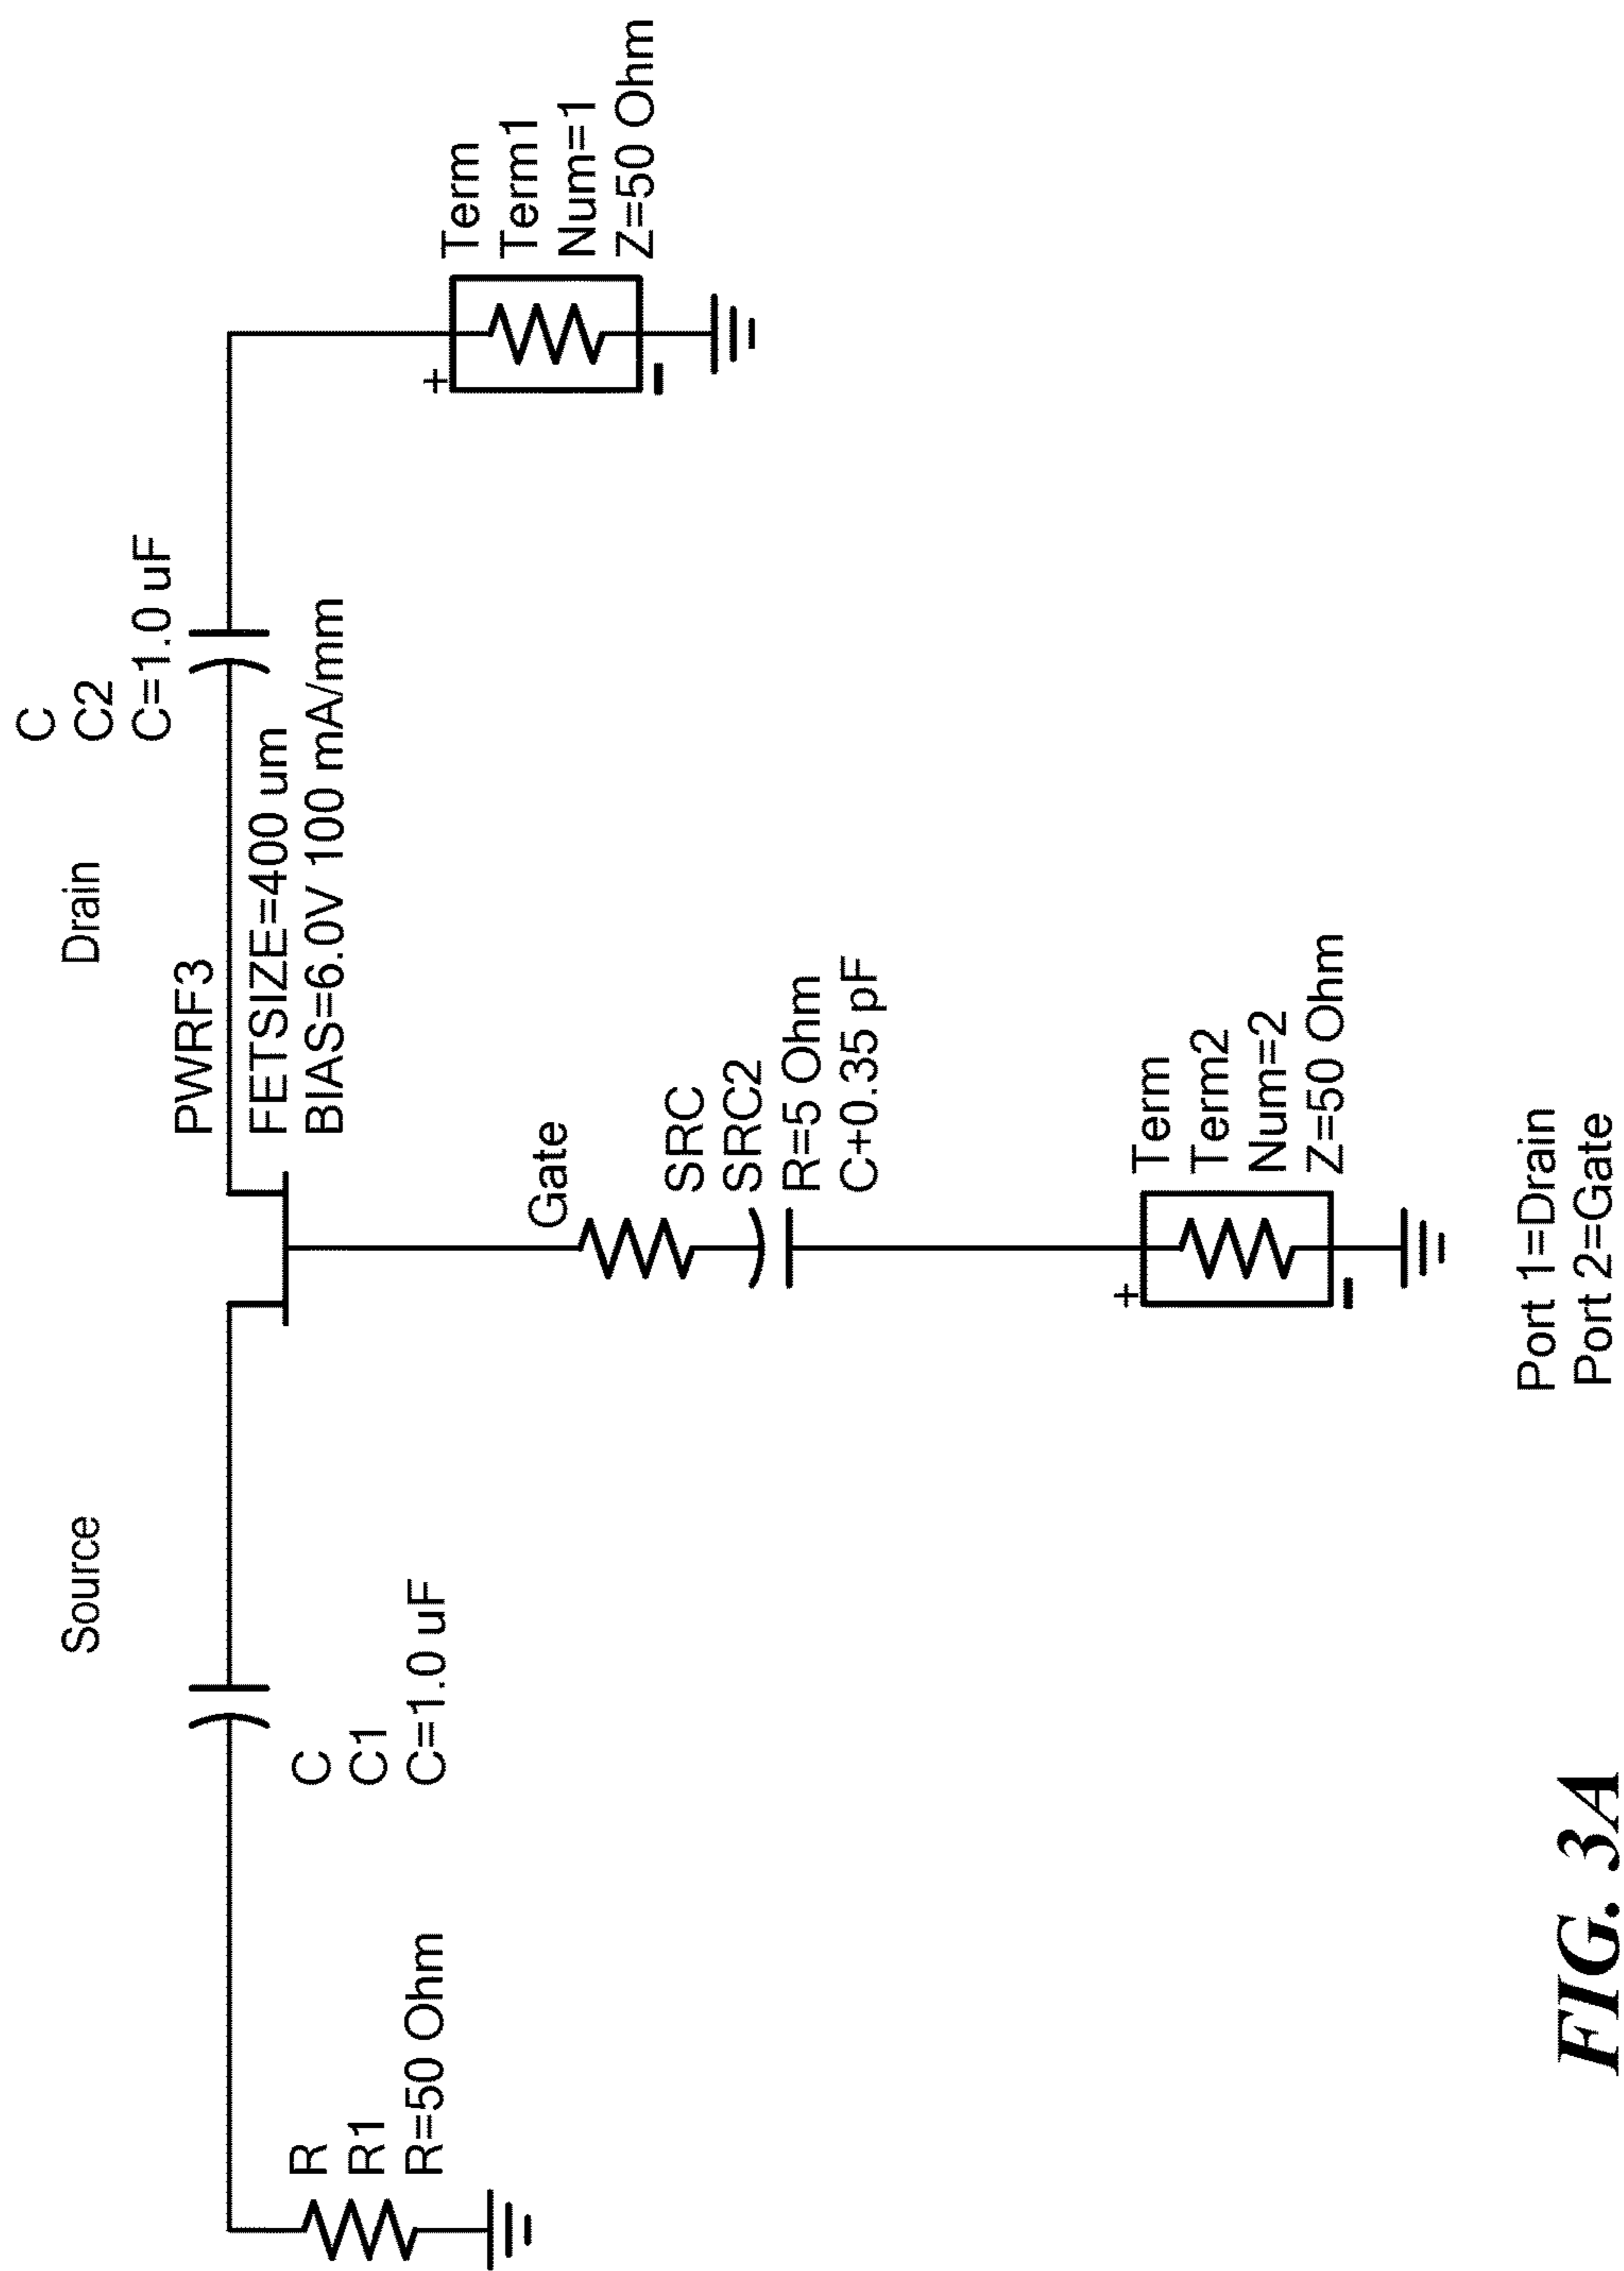 Source
Drain
C
C2
C=1.0 uF
PWRF3
FETSIZE=400 um
BIAS=6.0V 100 mA/mm
R
R1
R=50 Ohm
C
C1
C=1.0 uF
+
Term
Term1
Num=1
Z=50 Ohm
Gate
SRC
SRC2
R=5 Ohm
C+0.35 pF
+
Term
Term2
Num=2
Z=50 Ohm
Port 1=Drain
Port 2=Gate
FIG. 3A